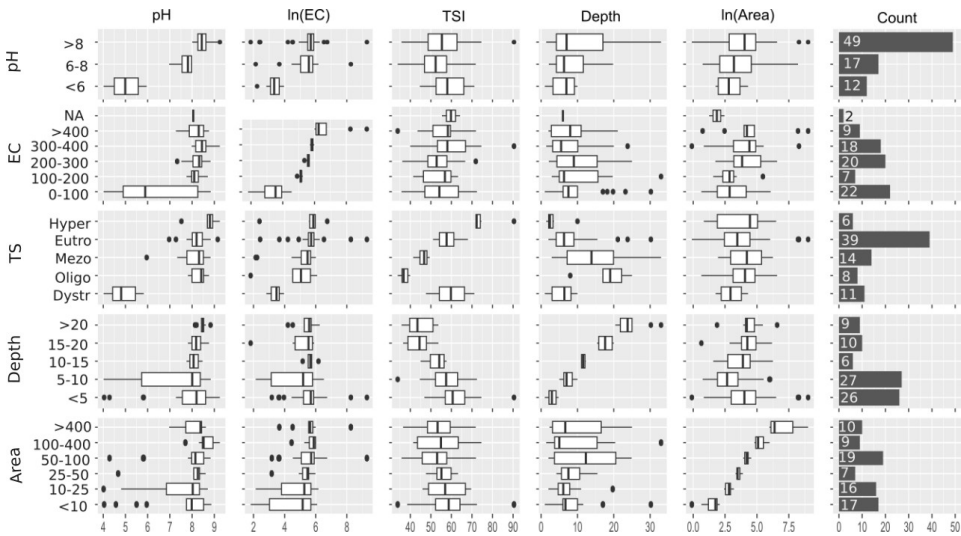 pH ln(EC) TSI Depth ln(Area) Count
pH
>8 49
6-8 17
<6 12
EC
NA 2
>400 9
300-400 18
200-300 20
100-200 7
0-100 22
TS
Hyper 6
Eutro 39
Mezo 14
Oligo 8
Dystr 11
Depth
>20 9
15-20 10
10-15 6
5-10 27
<5 26
Area
>400 10
100-400 9
50-100 19
25-50 7
10-25 16
<10 17
4 5 6 7 8 9 2 4 6 8 40 50 60 70 80 90 0 10 20 30 0.0 2.5 5.0 7.5 0 10 20 30 40 50